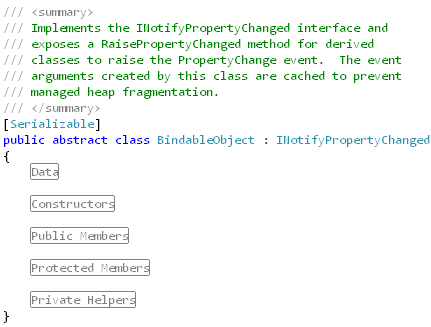 /// <summary>
/// Implements the INotifyPropertyChanged interface and
/// exposes a RaisePropertyChanged method for derived
/// classes to raise the PropertyChange event.  The event
/// arguments created by this class are cached to prevent
/// managed heap fragmentation.
/// </summary>
[Serializable]
public abstract class BindableObject : INotifyPropertyChanged
{
Data
Constructors
Public Members
Protected Members
Private Helpers
}